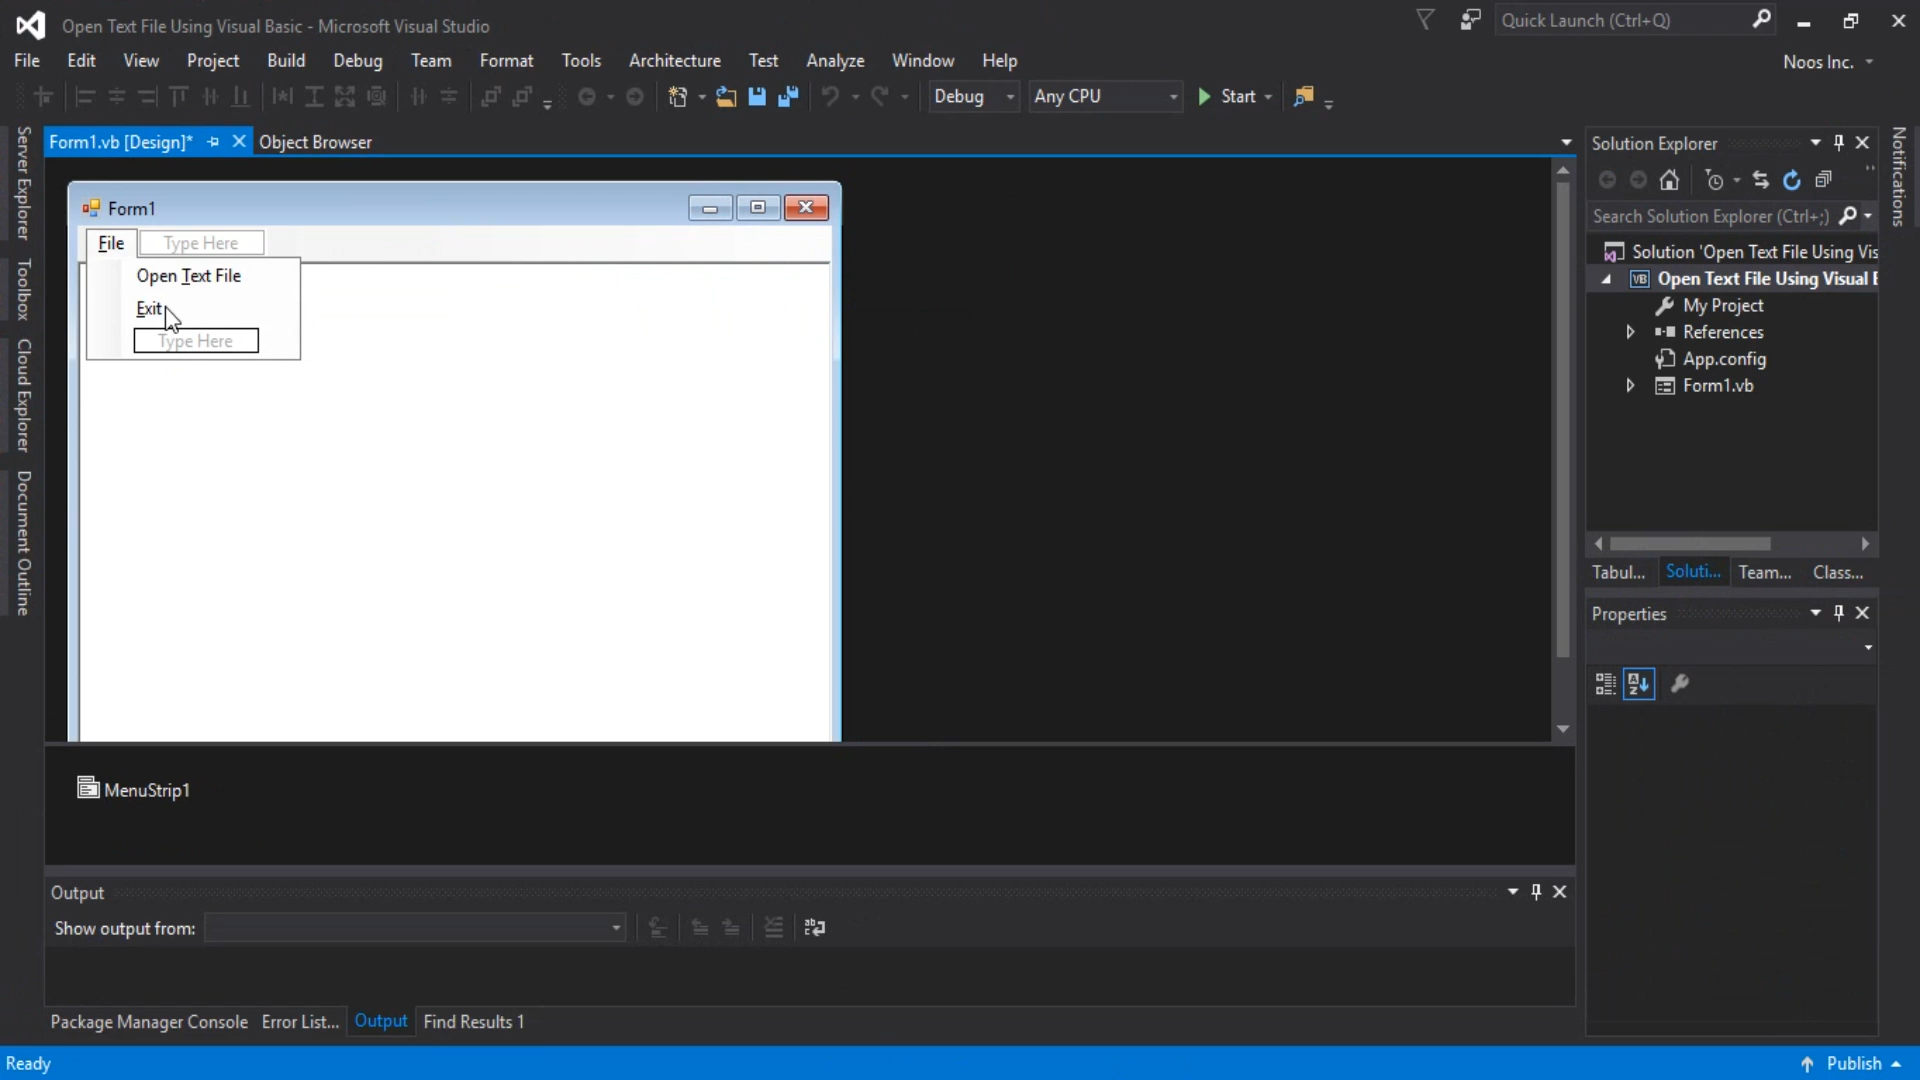 Open Text File Using Visual Basic - Microsoft Visual Studio
Quick Launch (Ctrl+Q)
File Edit View Project Build Debug Team Format Tools Architecture Test Analyze Window Help
Noos Inc.
Debug Any CPU Start
Form1.vb [Design]* Object Browser
Server Explorer
Toolbox
Cloud Explorer
Document Outline
Form1
File Type Here
Open Text File
Exit
Type Here
MenuStrip1
Output
Show output from:
Package Manager Console Error List... Output Find Results 1
Solution Explorer
Search Solution Explorer (Ctrl+;)
Solution 'Open Text File Using Vis
VB Open Text File Using Visual B
My Project
References
App.config
Form1.vb
Tabul... Soluti... Team... Class...
Properties
Notifications
Ready
Publish